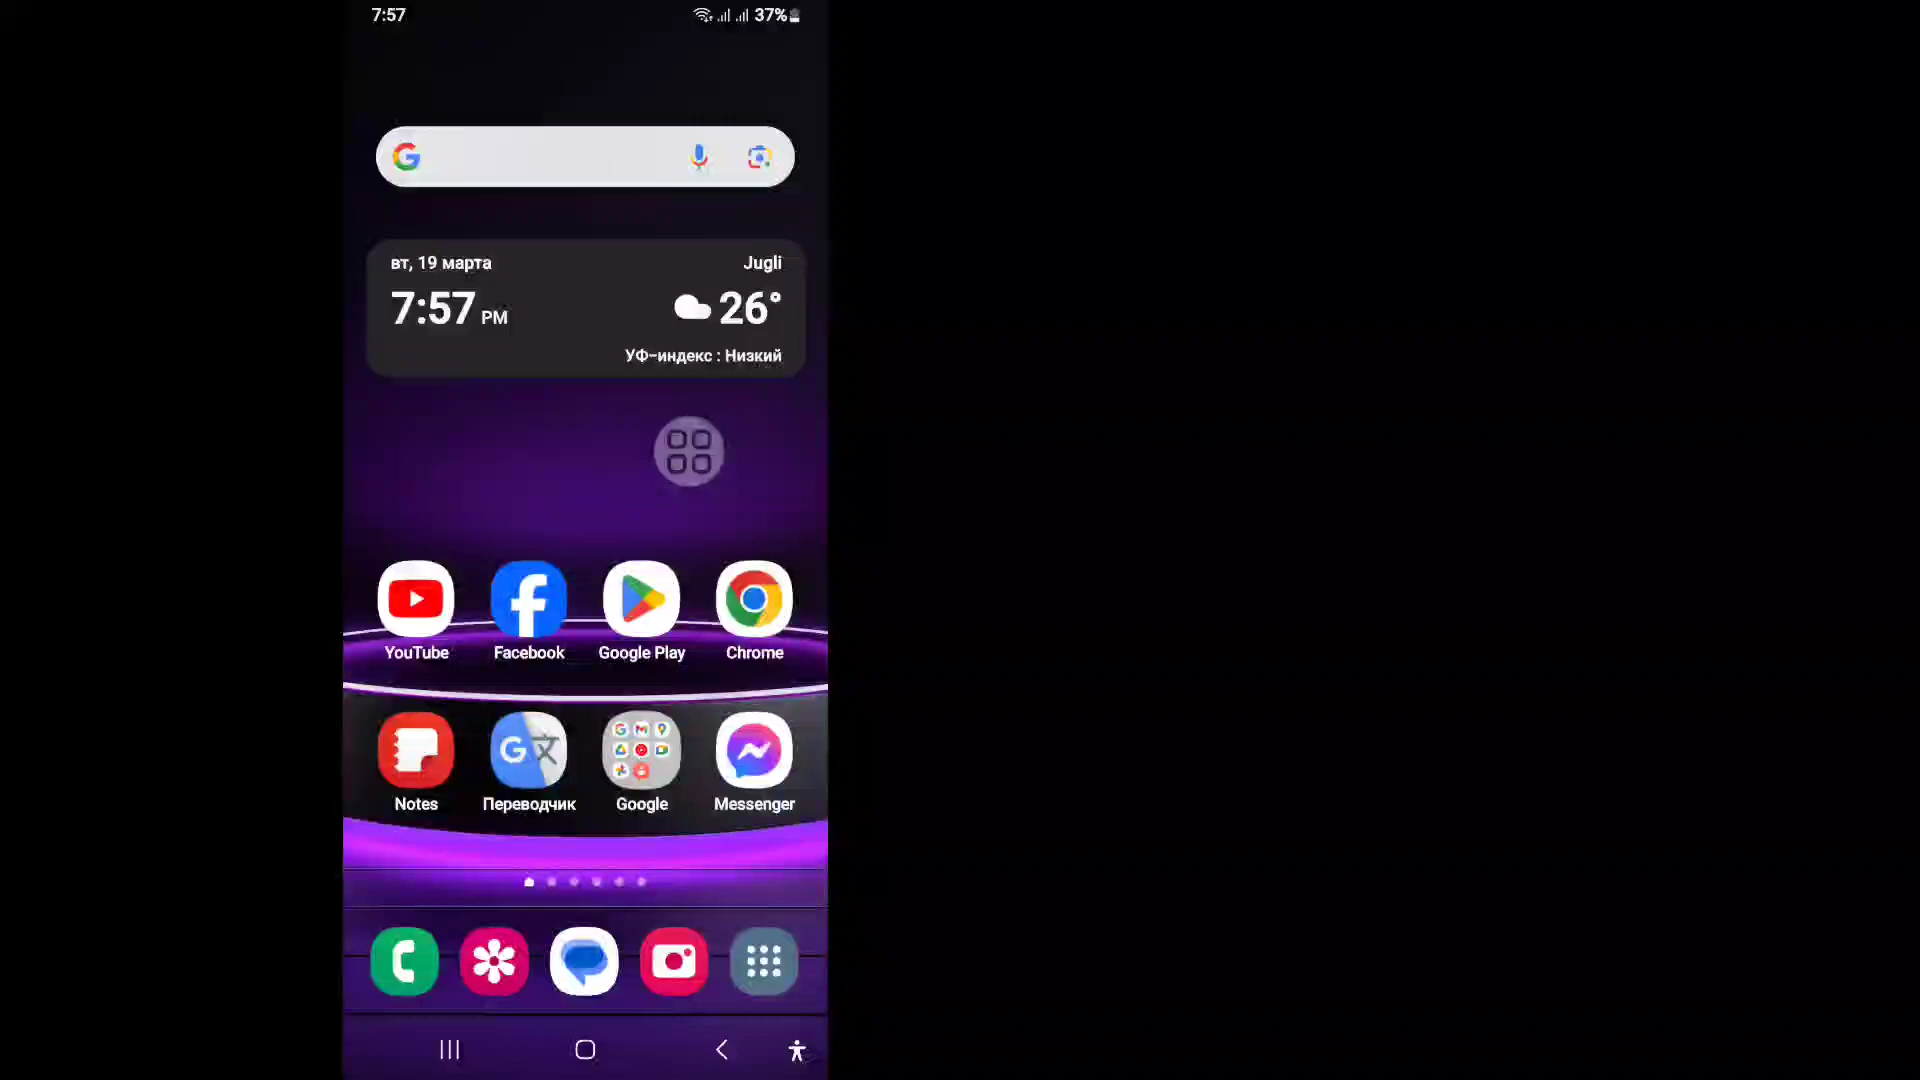 7:57
37%
вт, 19 марта
Jugli
7:57 PM
26°
УФ-индекс : Низкий
YouTube
Facebook
Google Play
Chrome
Notes
Переводчик
Google
Messenger